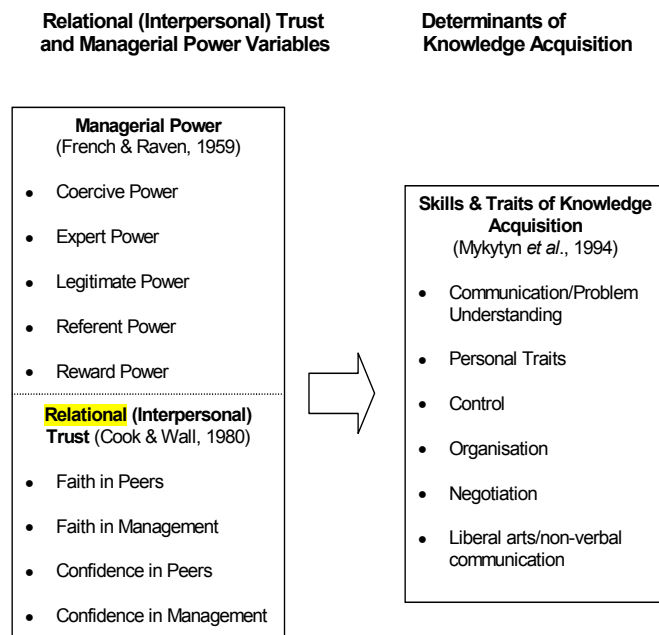 Relational (Interpersonal) Trust
and Managerial Power Variables
Determinants of
Knowledge Acquisition
Managerial Power
(French & Raven, 1959)
• Coercive Power
• Expert Power
• Legitimate Power
• Referent Power
• Reward Power
Relational (Interpersonal)
Trust (Cook & Wall, 1980)
• Faith in Peers
• Faith in Management
• Confidence in Peers
• Confidence in Management
Skills & Traits of Knowledge
Acquisition
(Mykytyn et al., 1994)
• Communication/Problem
Understanding
• Personal Traits
• Control
• Organisation
• Negotiation
• Liberal arts/non-verbal
communication